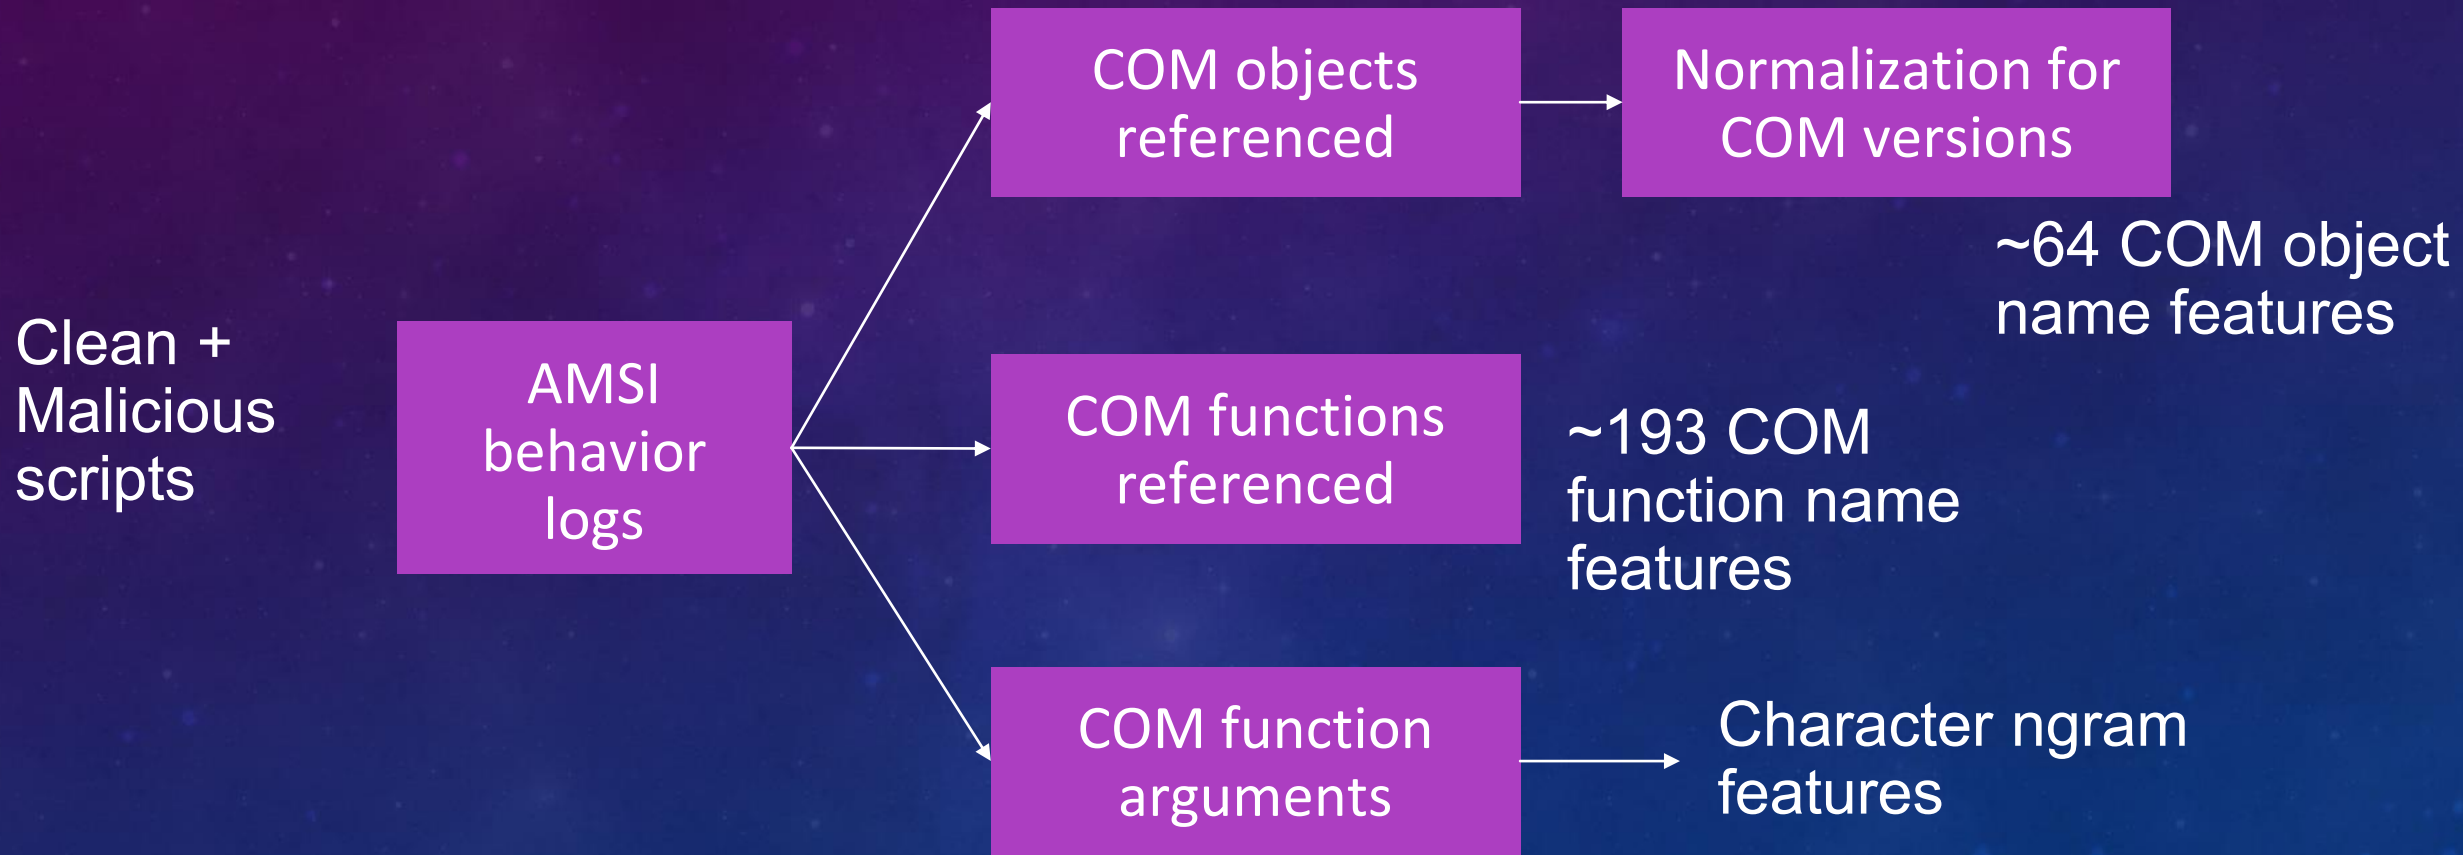 Clean +
Malicious
scripts
AMSI
behavior
logs
COM objects
referenced
Normalization for
COM versions
~64 COM object
name features
COM functions
referenced
~193 COM
function name
features
COM function
arguments
Character ngram
features